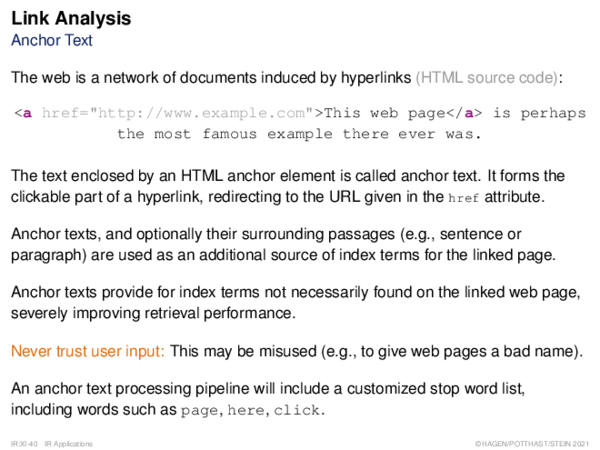 Link Analysis
Anchor Text
The web is a network of documents induced by hyperlinks (HTML source code):
<a href="http://www.example.com">This web page</a> is perhaps
the most famous example there ever was.
The text enclosed by an HTML anchor element is called anchor text. It forms the
clickable part of a hyperlink, redirecting to the URL given in the href attribute.
Anchor texts, and optionally their surrounding passages (e.g., sentence or
paragraph) are used as an additional source of index terms for the linked page.
Anchor texts provide for index terms not necessarily found on the linked web page,
severely improving retrieval performance.
Never trust user input: This may be misused (e.g., to give web pages a bad name).
An anchor text processing pipeline will include a customized stop word list,
including words such as page, here, click.
IR:XI-40 IR Applications ©HAGEN/POTTHAST/STEIN 2021